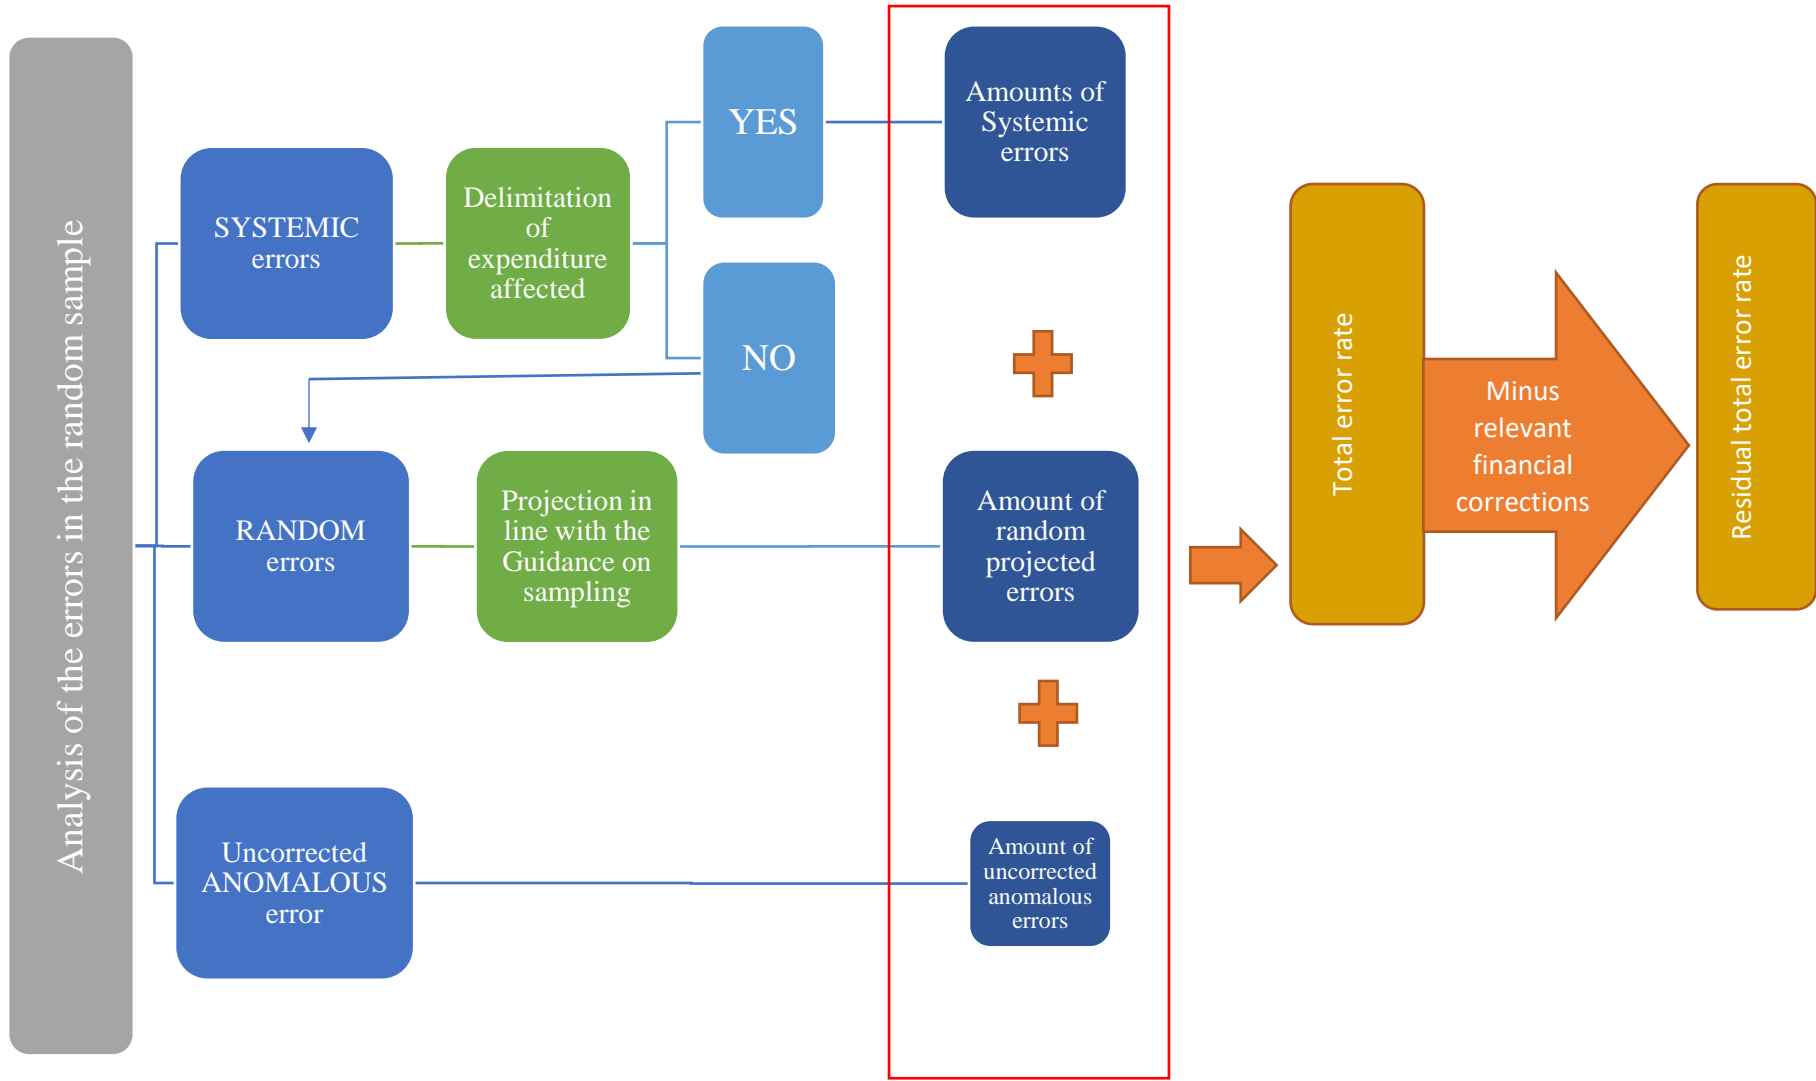 Analysis of the errors in the random sample
SYSTEMIC
errors
Delimitation
of
expenditure
affected
YES
NO
Amounts of
Systemic
errors
RANDOM
errors
Projection in
line with the
Guidance on
sampling
Amount of
random
projected
errors
Uncorrected
ANOMALOUS
error
Amount of
uncorrected
anomalous
errors
Total error rate
Minus
relevant
financial
corrections
Residual total error rate